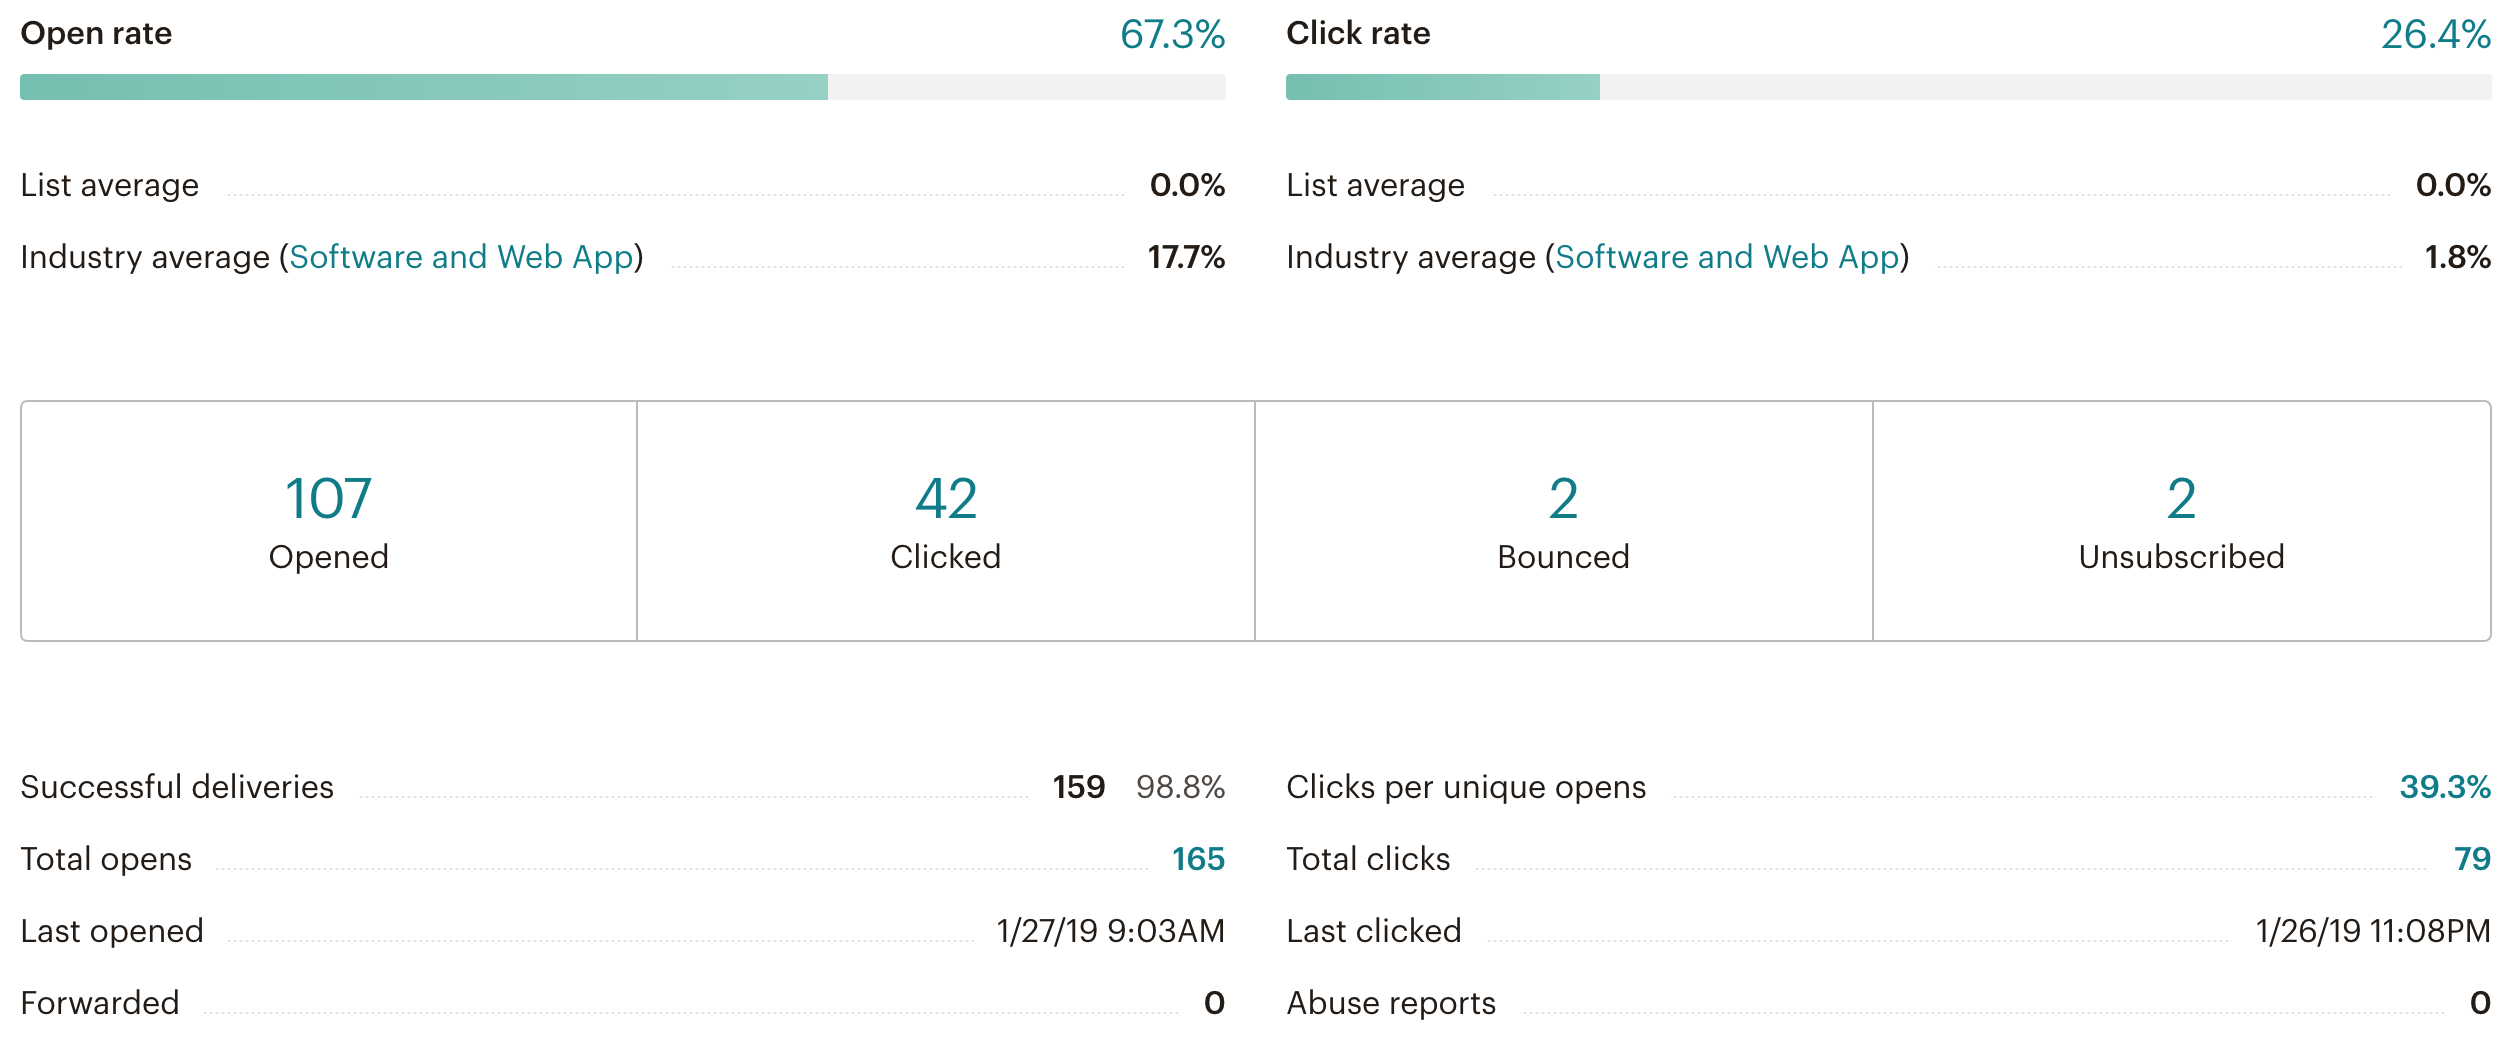 Open rate 67.3%
Click rate 26.4%
List average 0.0%
List average 0.0%
Industry average (Software and Web App) 17.7%
Industry average (Software and Web App) 1.8%
107
Opened
42
Clicked
2
Bounced
2
Unsubscribed
Successful deliveries 159 98.8%
Clicks per unique opens 39.3%
Total opens 165
Total clicks 79
Last opened 1/27/19 9:03AM
Last clicked 1/26/19 11:08PM
Forwarded 0
Abuse reports 0